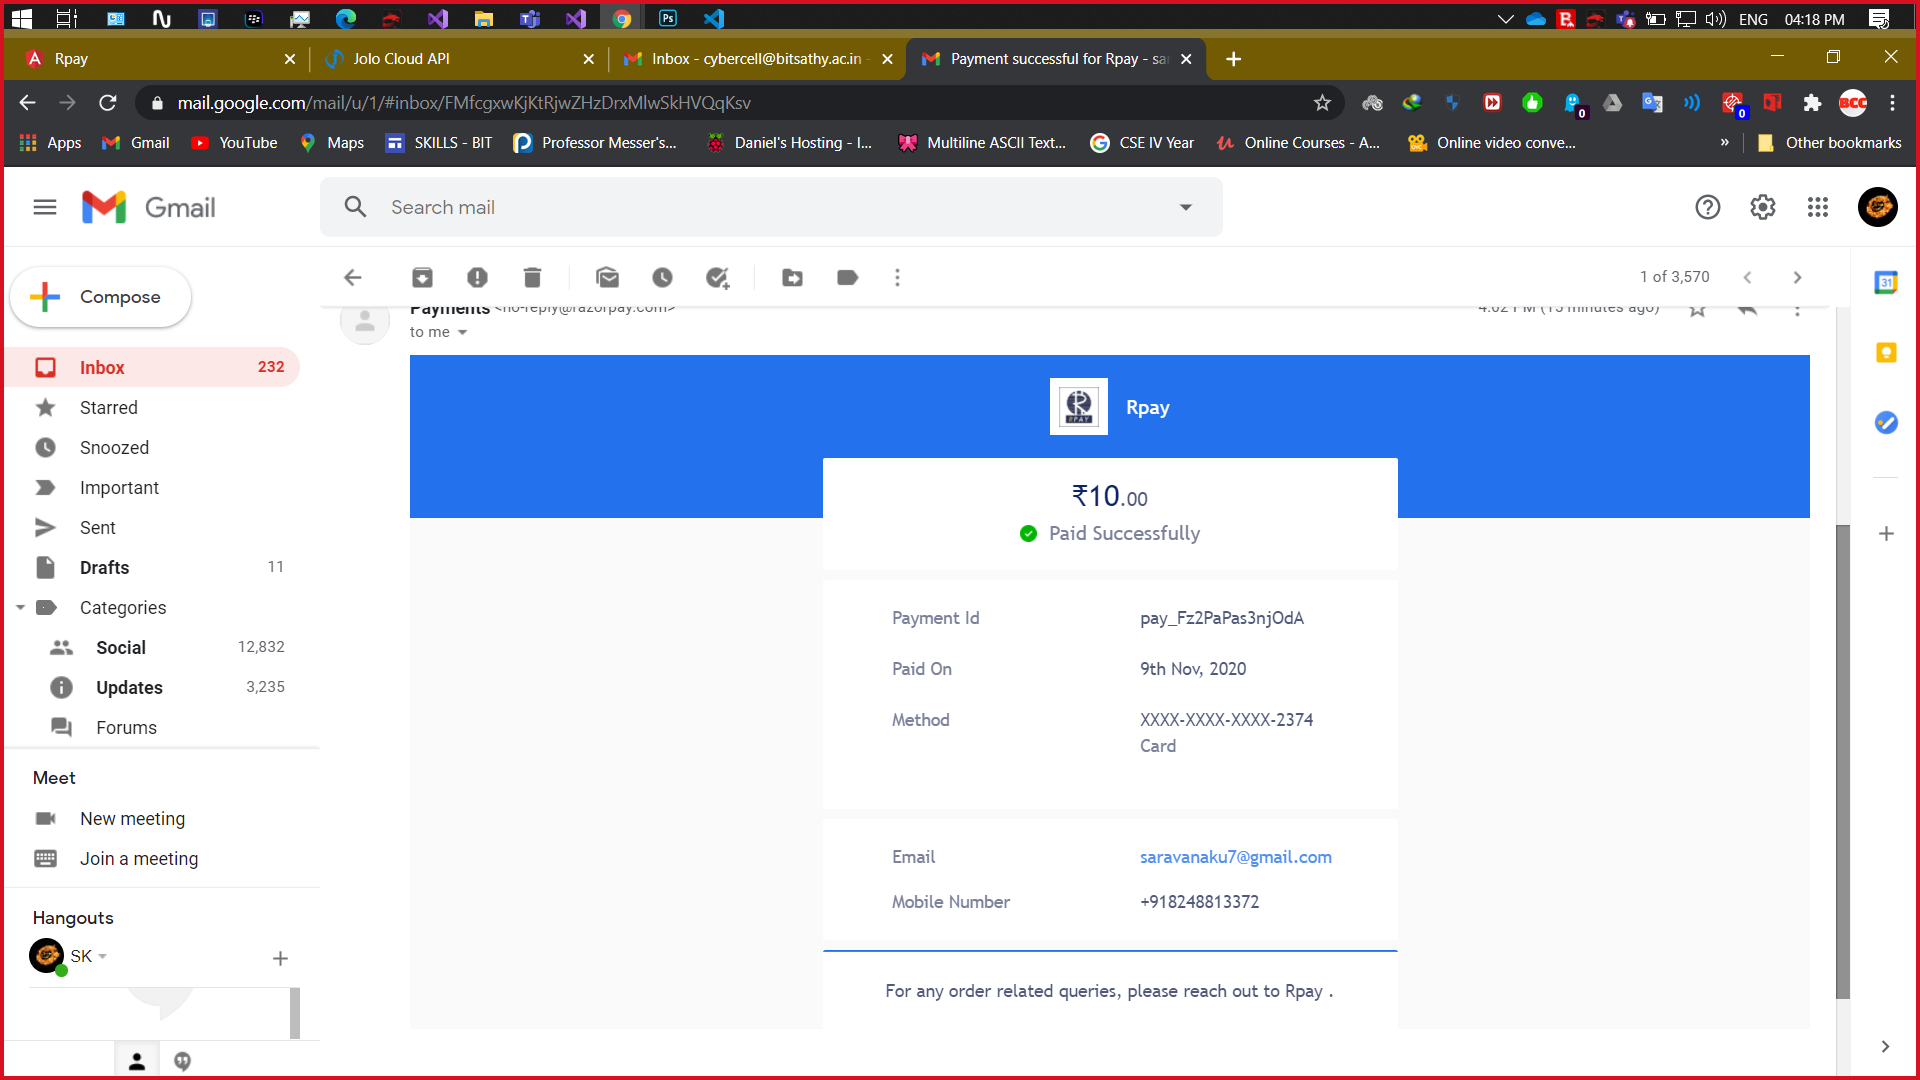 ENG 04:18 PM
Rpay
Jolo Cloud API
Inbox - cybercell@bitsathy.ac.in -
Payment successful for Rpay - sar
mail.google.com/mail/u/1/#inbox/FMfcgxwKjKtRjwZHzDrxMlwSkHVQqKsv
0
0
BCC
Apps
Gmail
YouTube
Maps
SKILLS - BIT
Professor Messer's...
Daniel's Hosting - I...
Multiline ASCII Text...
CSE IV Year
Online Courses - A...
Online video conve...
»
Other bookmarks
Gmail
Search mail
Compose
1 of 3,570
31
Payments <no-reply@razorpay.com>
4:02 PM (15 minutes ago)
to me
Inbox 232
Starred
Snoozed
Important
Sent
Drafts 11
Categories
Social 12,832
Updates 3,235
Forums
Meet
New meeting
Join a meeting
Hangouts
SK
RPAY
Rpay
₹10.00
Paid Successfully
Payment Id pay_Fz2PaPas3njOdA
Paid On 9th Nov, 2020
Method XXXX-XXXX-XXXX-2374
Card
Email saravanaku7@gmail.com
Mobile Number +918248813372
For any order related queries, please reach out to Rpay .